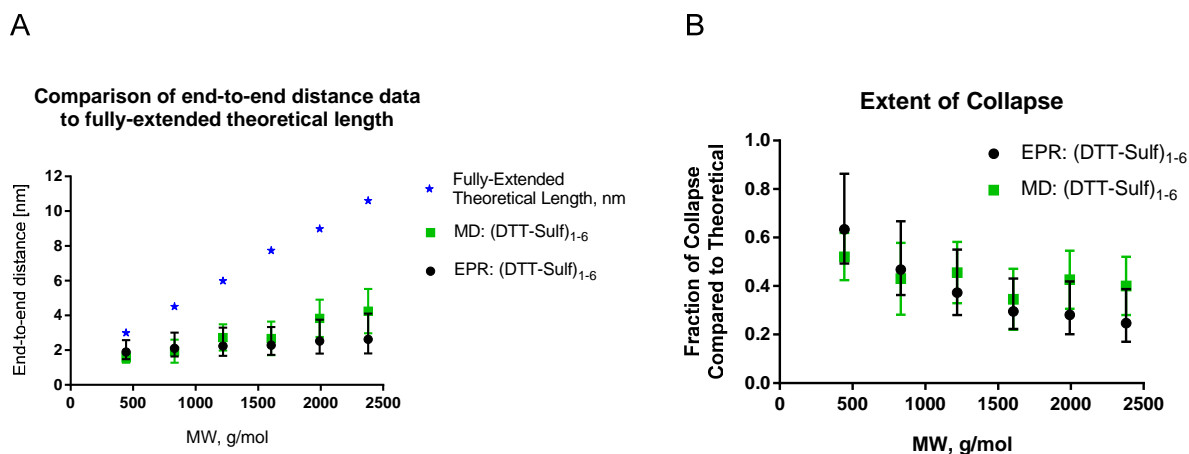 A
Comparison of end-to-end distance data
to fully-extended theoretical length
End-to-end distance [nm]
12
10
8
6
4
2
0
0 500 1000 1500 2000 2500
MW, g/mol
Fully-Extended
Theoretical Length, nm
MD: (DTT-Sulf)1-6
EPR: (DTT-Sulf)1-6
B
Extent of Collapse
Fraction of Collapse
Compared to Theoretical
1.0
0.8
0.6
0.4
0.2
0.0
0 500 1000 1500 2000 2500
MW, g/mol
EPR: (DTT-Sulf)1-6
MD: (DTT-Sulf)1-6